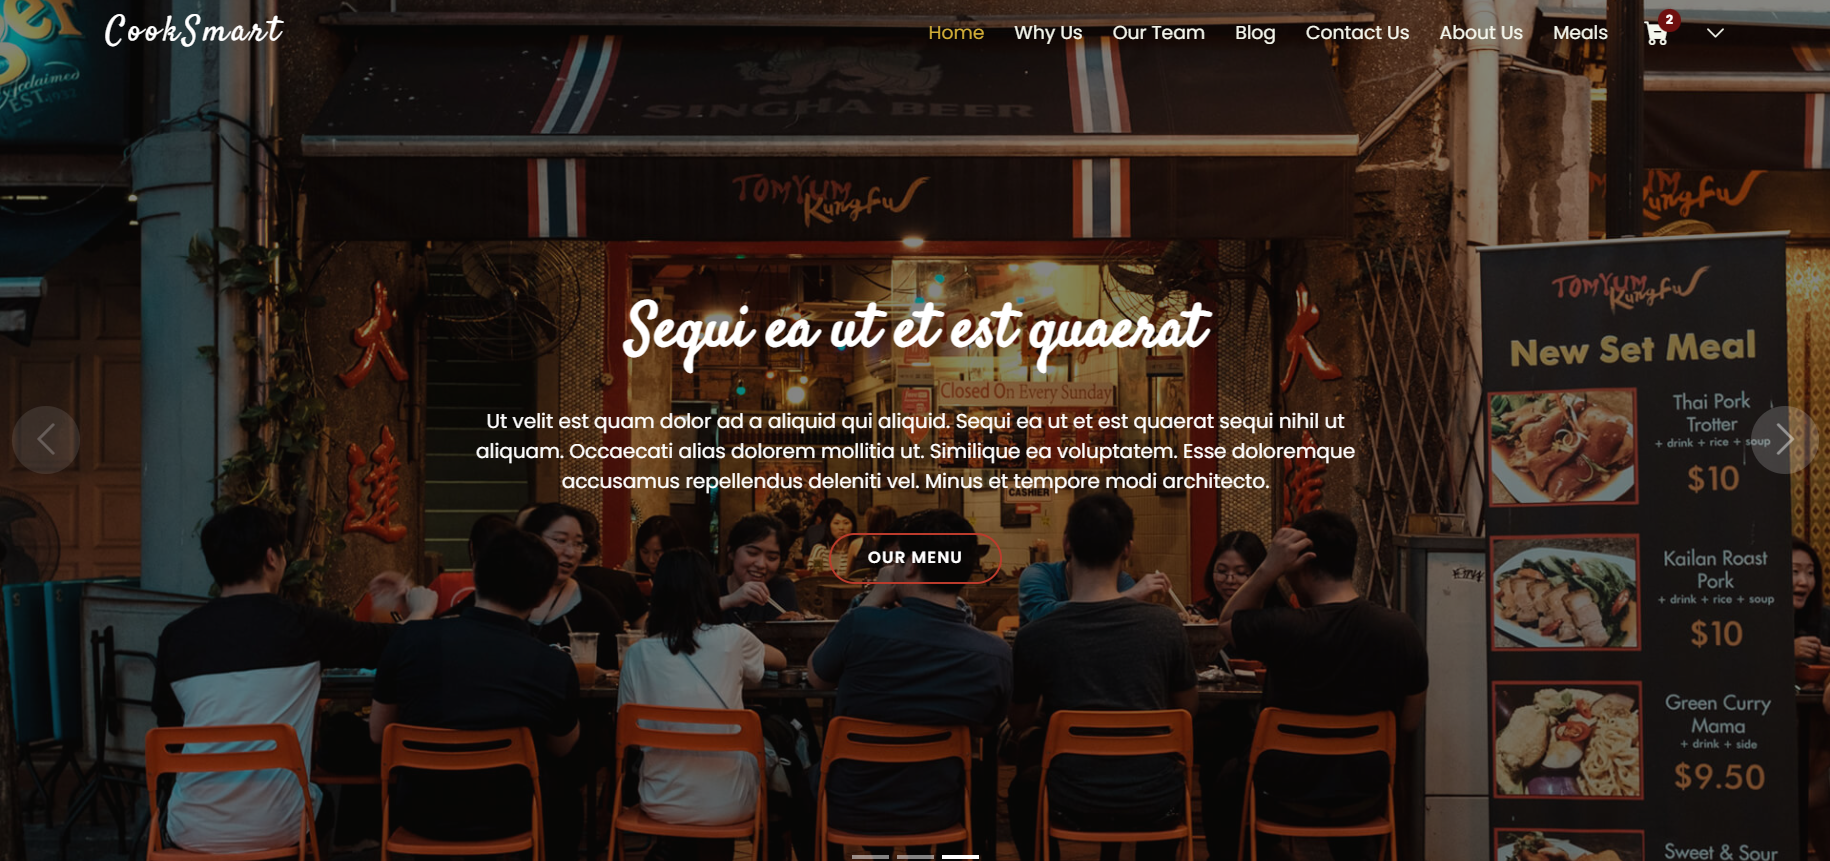 CookSmart
Home
Why Us
Our Team
Blog
Contact Us
About Us
Meals
2
Acclaimed
EST. 1932
SINGHA BEER
TOMYUM
Kungfu
TOMYUM
Kungfu
New Set Meal
Sequi ea ut et est quaerat
Closed On Every Sunday
Ut velit est quam dolor ad a aliquid qui aliquid. Sequi ea ut et est quaerat sequi nihil ut
aliquam. Occaecati alias dolorem mollitia ut. Similique ea voluptatem. Esse doloremque
accusamus repellendus deleniti vel. Minus et tempore modi architecto.
CASHIER
OUR MENU
Thai Pork
Trotter
+ drink + rice + soup
$10
Kailan Roast
Pork
+ drink + rice + soup
$10
Green Curry
Mama
+ drink + side
$9.50
Sweet & Sour